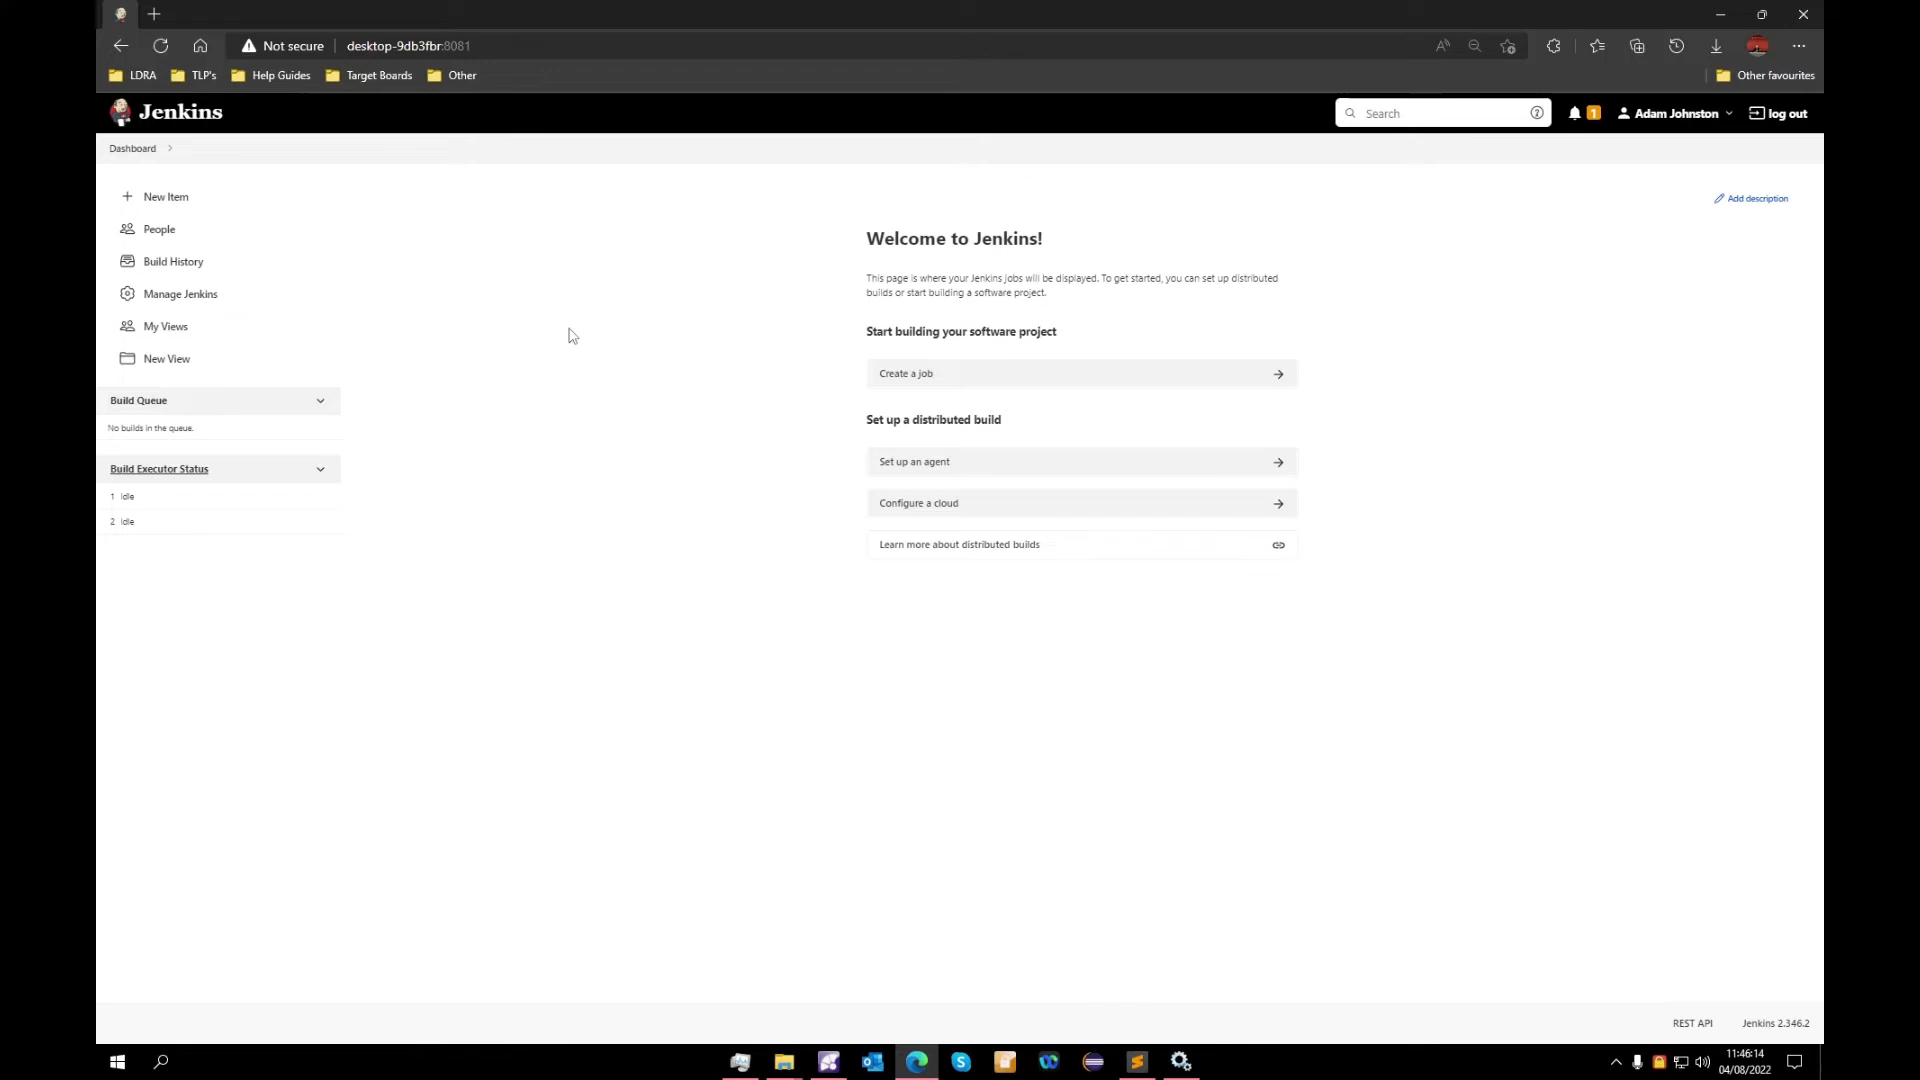 Not secure desktop-9db3fbr:8081
LDRA TLP's Help Guides Target Boards Other Other favourites
Jenkins Search 1 Adam Johnston log out
Dashboard
New Item
People
Build History
Manage Jenkins
My Views
New View
Build Queue
No builds in the queue.
Build Executor Status
1 Idle
2 Idle
Add description
Welcome to Jenkins!
This page is where your Jenkins jobs will be displayed. To get started, you can set up distributed
builds or start building a software project.
Start building your software project
Create a job
Set up a distributed build
Set up an agent
Configure a cloud
Learn more about distributed builds
REST API Jenkins 2.346.2
11:46:14
04/08/2022